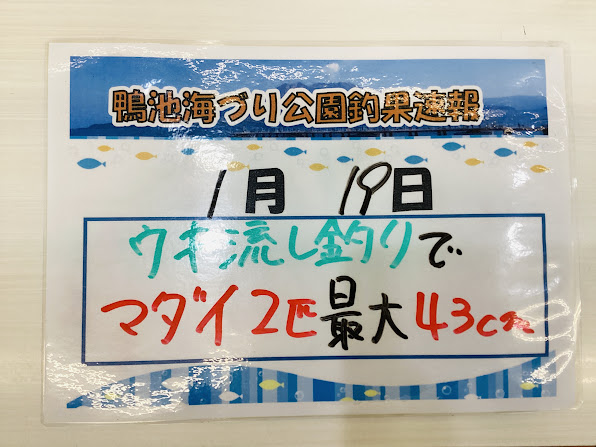 鴨池海づり公園釣果速報
1月 19日
ウキ流し釣りで
マダイ2匹最大43cm